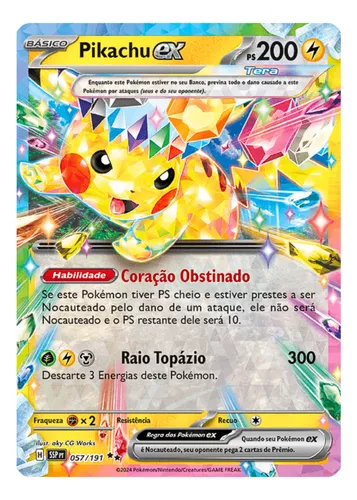 BÁSICO Pikachu ex PS 200
Tera
Enquanto este Pokémon estiver no seu Banco, previna todo o dano causado a este
Pokémon por ataques (seus e do seu oponente).
Habilidade Coração Obstinado
Se este Pokémon tiver PS cheio e estiver prestes a ser
Nocauteado pelo dano de um ataque, ele não será
Nocauteado e o PS restante dele será 10.
Raio Topázio 300
Descarte 3 Energias deste Pokémon.
Fraqueza × 2 Resistência Recuo
Illust. aky CG Works
Regra dos Pokémon ex Quando seu Pokémon ex
é Nocauteado, seu oponente pega 2 cartas de Prêmio.
H SSP PT 057/191
©2024 Pokémon/Nintendo/Creatures/GAME FREAK.